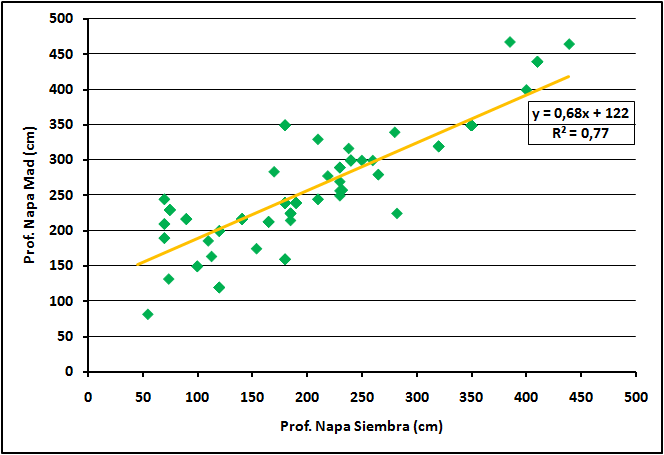 500
450
400
350
300
250
200
150
100
50
0
Prof. Napa Mad (cm)
y = 0,68x + 122
R² = 0,77
0 50 100 150 200 250 300 350 400 450 500
Prof. Napa Siembra (cm)